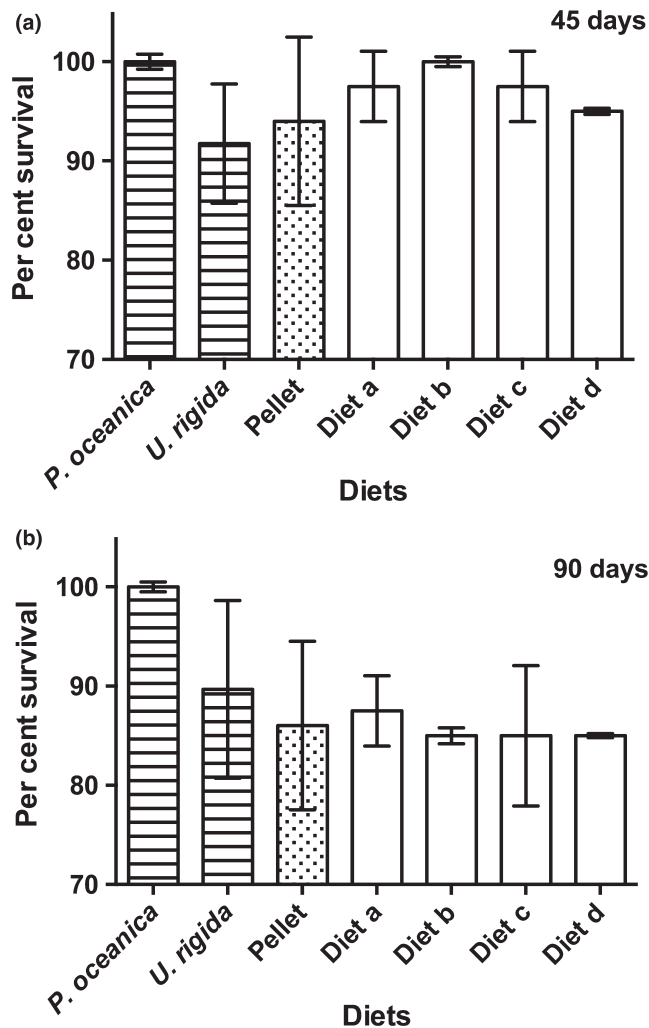 (a)
45 days
Per cent survival
100
90
80
70
P. oceanica
U. rigida
Pellet
Diet a
Diet b
Diet c
Diet d
Diets
(b)
90 days
Per cent survival
100
90
80
70
P. oceanica
U. rigida
Pellet
Diet a
Diet b
Diet c
Diet d
Diets